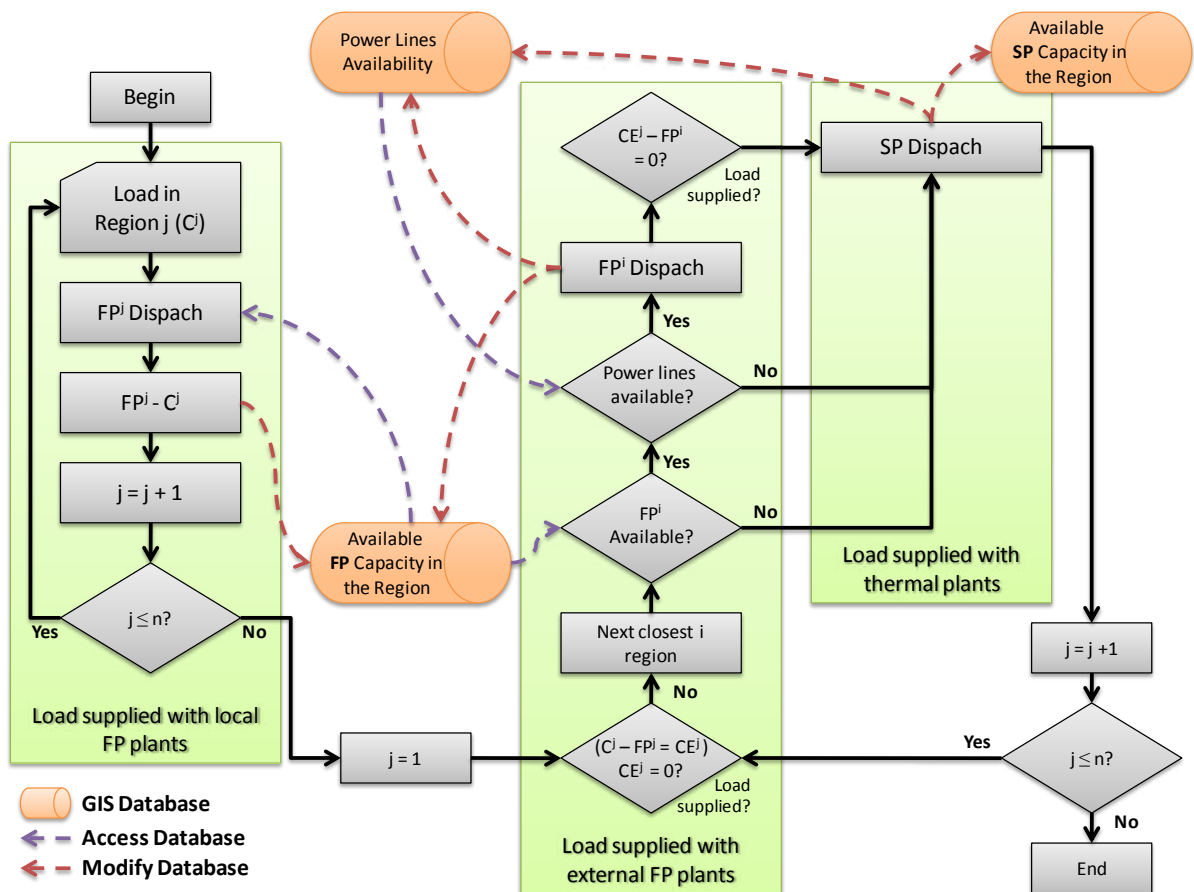 Begin
Load in
Region j (Cʲ)
FPʲ Dispach
FPʲ - Cʲ
j = j + 1
j ≤ n?
Yes
No
Load supplied with local
FP plants
GIS Database
Access Database
Modify Database
Power Lines
Availability
Available
FP Capacity in
the Region
j = 1
CEʲ – FPⁱ
= 0?
Load
supplied?
FPⁱ Dispach
Yes
Power lines
available?
No
Yes
FPⁱ
Available?
No
Next closest i
region
No
(Cʲ – FPʲ = CEʲ)
CEʲ = 0?
Load
supplied?
Load supplied with
external FP plants
Available
SP Capacity in
the Region
SP Dispach
Load supplied with
thermal plants
j = j +1
Yes
j ≤ n?
No
End